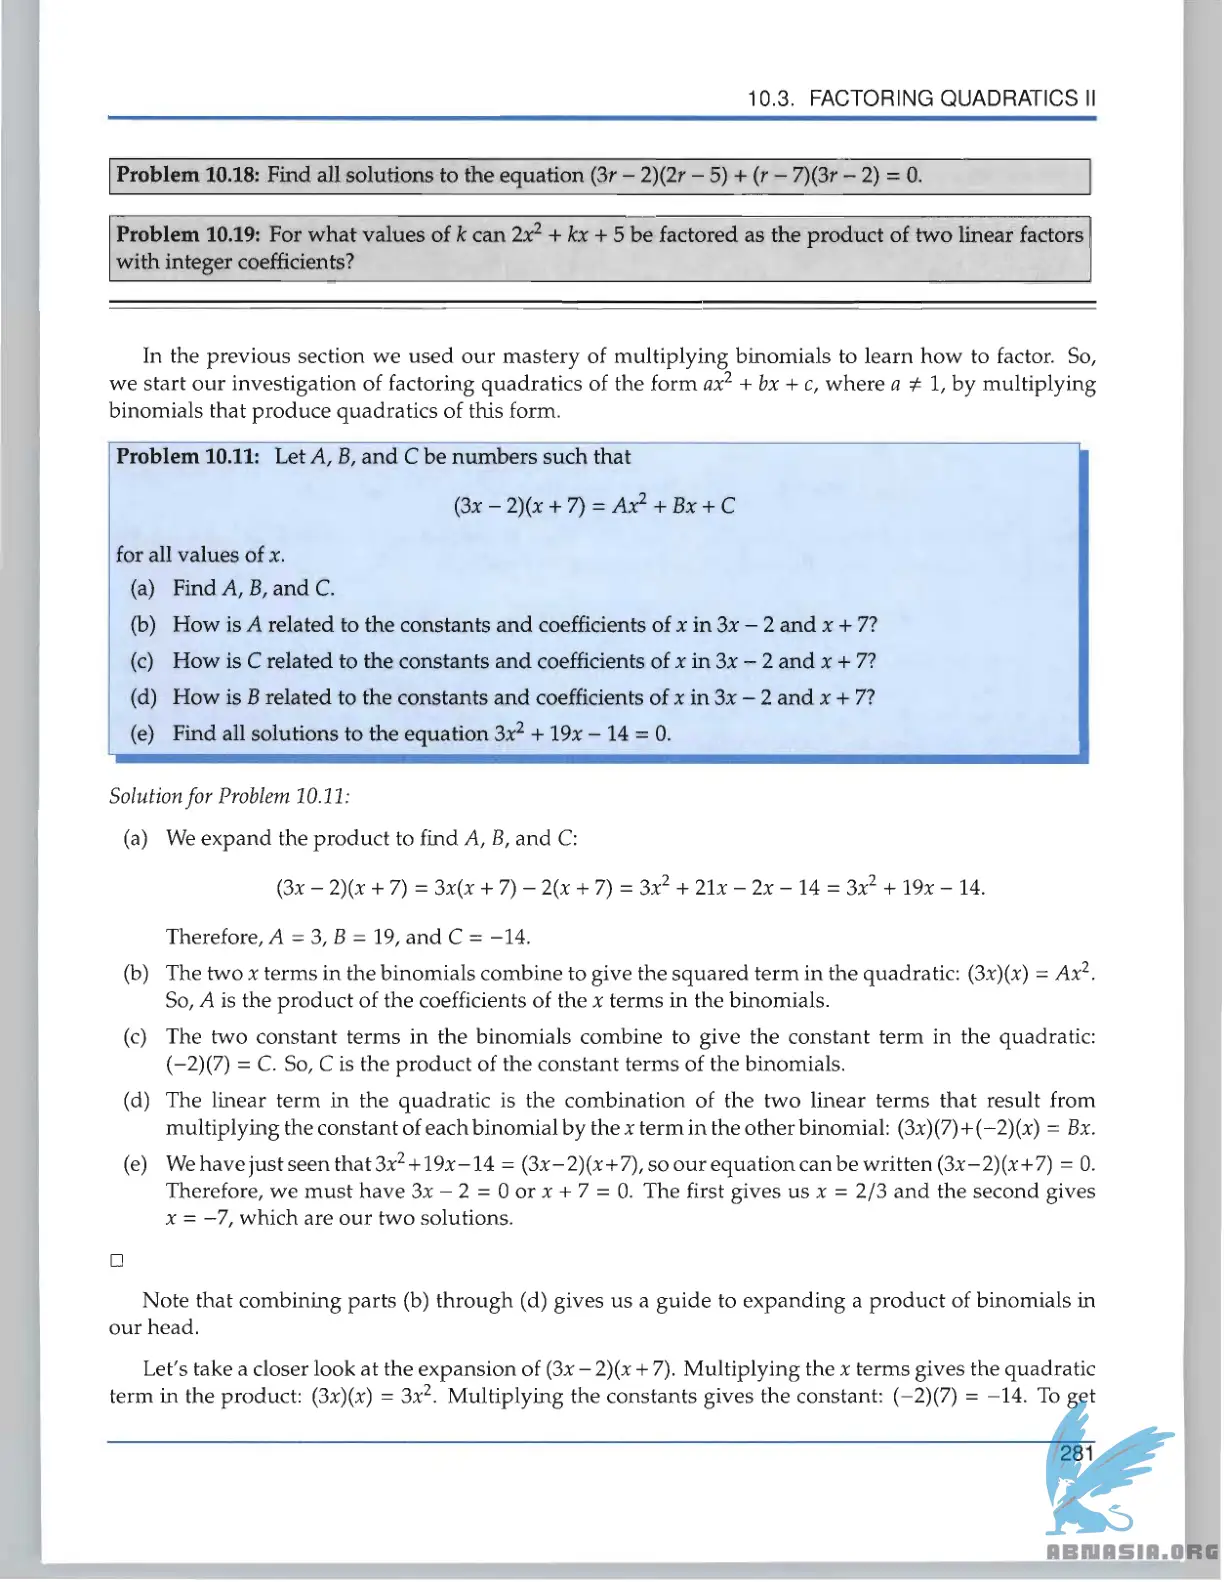 10.3. FACTORING QUADRATICS II
Problem 10.18: Find all solutions to the equation (3r − 2)(2r − 5) + (r − 7)(3r − 2) = 0.
Problem 10.19: For what values of k can 2x² + kx + 5 be factored as the product of two linear factors
with integer coefficients?
In the previous section we used our mastery of multiplying binomials to learn how to factor. So,
we start our investigation of factoring quadratics of the form ax² + bx + c, where a ≠ 1, by multiplying
binomials that produce quadratics of this form.
Problem 10.11: Let A, B, and C be numbers such that
(3x − 2)(x + 7) = Ax² + Bx + C
for all values of x.
(a) Find A, B, and C.
(b) How is A related to the constants and coefficients of x in 3x − 2 and x + 7?
(c) How is C related to the constants and coefficients of x in 3x − 2 and x + 7?
(d) How is B related to the constants and coefficients of x in 3x − 2 and x + 7?
(e) Find all solutions to the equation 3x² + 19x − 14 = 0.
Solution for Problem 10.11:
(a) We expand the product to find A, B, and C:
(3x − 2)(x + 7) = 3x(x + 7) − 2(x + 7) = 3x² + 21x − 2x − 14 = 3x² + 19x − 14.
Therefore, A = 3, B = 19, and C = −14.
(b) The two x terms in the binomials combine to give the squared term in the quadratic: (3x)(x) = Ax².
So, A is the product of the coefficients of the x terms in the binomials.
(c) The two constant terms in the binomials combine to give the constant term in the quadratic:
(−2)(7) = C. So, C is the product of the constant terms of the binomials.
(d) The linear term in the quadratic is the combination of the two linear terms that result from
multiplying the constant of each binomial by the x term in the other binomial: (3x)(7)+(−2)(x) = Bx.
(e) We have just seen that 3x²+19x−14 = (3x−2)(x+7), so our equation can be written (3x−2)(x+7) = 0.
Therefore, we must have 3x − 2 = 0 or x + 7 = 0. The first gives us x = 2/3 and the second gives
x = −7, which are our two solutions.
□
Note that combining parts (b) through (d) gives us a guide to expanding a product of binomials in
our head.
Let's take a closer look at the expansion of (3x − 2)(x + 7). Multiplying the x terms gives the quadratic
term in the product: (3x)(x) = 3x². Multiplying the constants gives the constant: (−2)(7) = −14. To get
281
ABNASIA.ORG